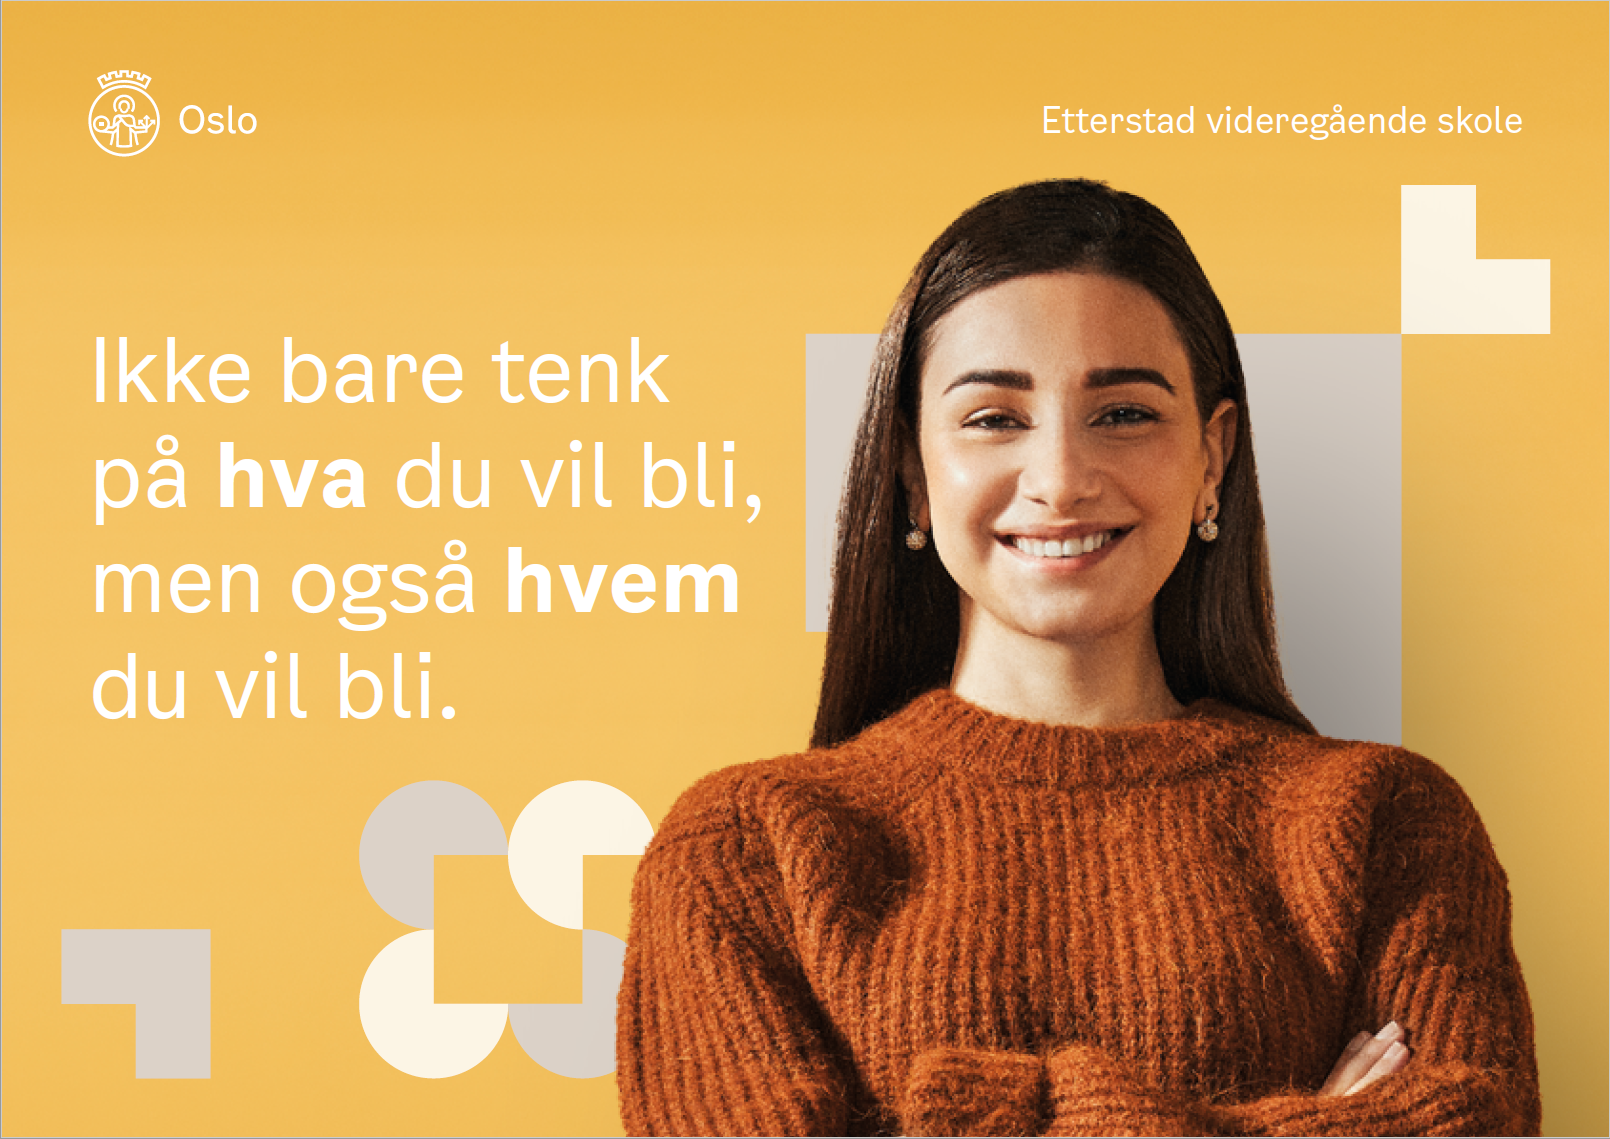 Oslo
Etterstad videregående skole
Ikke bare tenk
på hva du vil bli,
men også hvem
du vil bli.